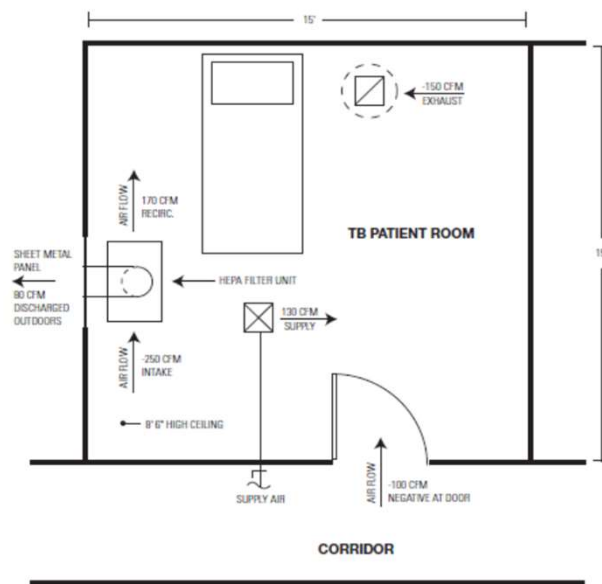 15'
-150 CFM
EXHAUST
AIR FLOW
170 CFM
RECIRC.
TB PATIENT ROOM
SHEET METAL
PANEL
80 CFM
DISCHARGED
OUTDOORS
HEPA FILTER UNIT
130 CFM
SUPPLY
AIR FLOW
-250 CFM
INTAKE
8' 6" HIGH CEILING
SUPPLY AIR
AIR FLOW
-100 CFM
NEGATIVE AT DOOR
CORRIDOR